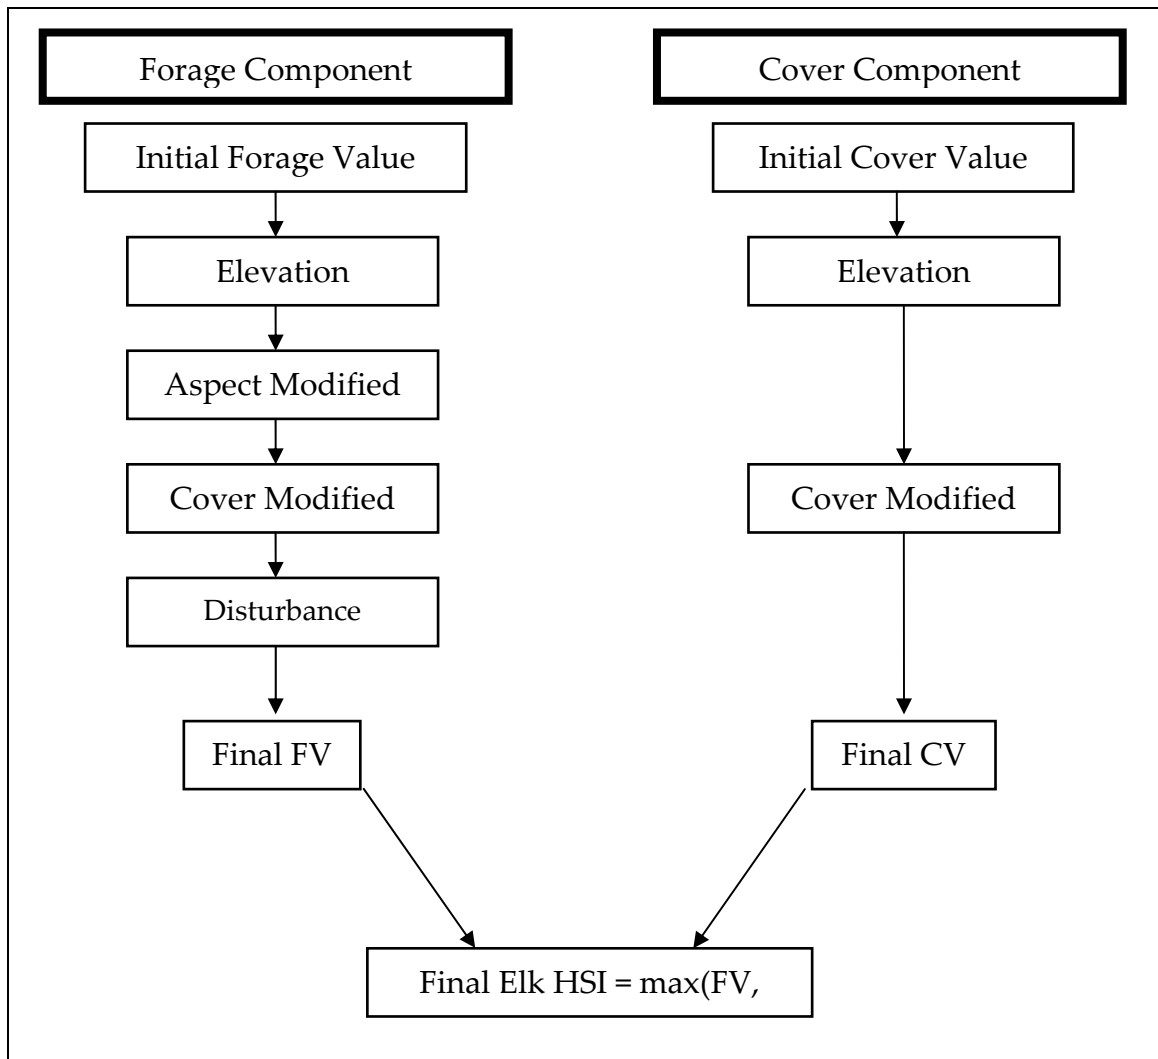 Forage Component
Cover Component
Initial Forage Value
Initial Cover Value
Elevation
Elevation
Aspect Modified
Cover Modified
Cover Modified
Disturbance
Final FV
Final CV
Final Elk HSI = max(FV,